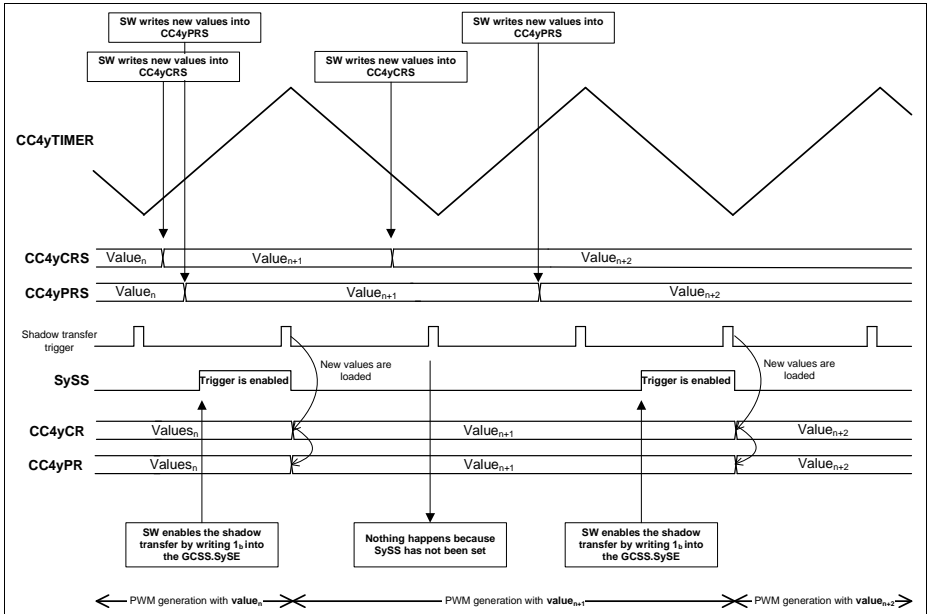 SW writes new values into
CC4yPRS
SW writes new values into
CC4yPRS
SW writes new values into
CC4yCRS
SW writes new values into
CC4yCRS
CC4yTIMER
CC4yCRS
Valueₙ
Valueₙ₊₁
Valueₙ₊₂
CC4yPRS
Valueₙ
Valueₙ₊₁
Valueₙ₊₂
Shadow transfer
trigger
New values are
loaded
New values are
loaded
SySS
Trigger is enabled
Trigger is enabled
CC4yCR
Valuesₙ
Valueₙ₊₁
Valueₙ₊₂
CC4yPR
Valuesₙ
Valueₙ₊₁
Valueₙ₊₂
SW enables the shadow
transfer by writing 1b into
the GCSS.SySE
Nothing happens because
SySS has not been set
SW enables the shadow
transfer by writing 1b into
the GCSS.SySE
PWM generation with valueₙ
PWM generation with valueₙ₊₁
PWM generation with valueₙ₊₂